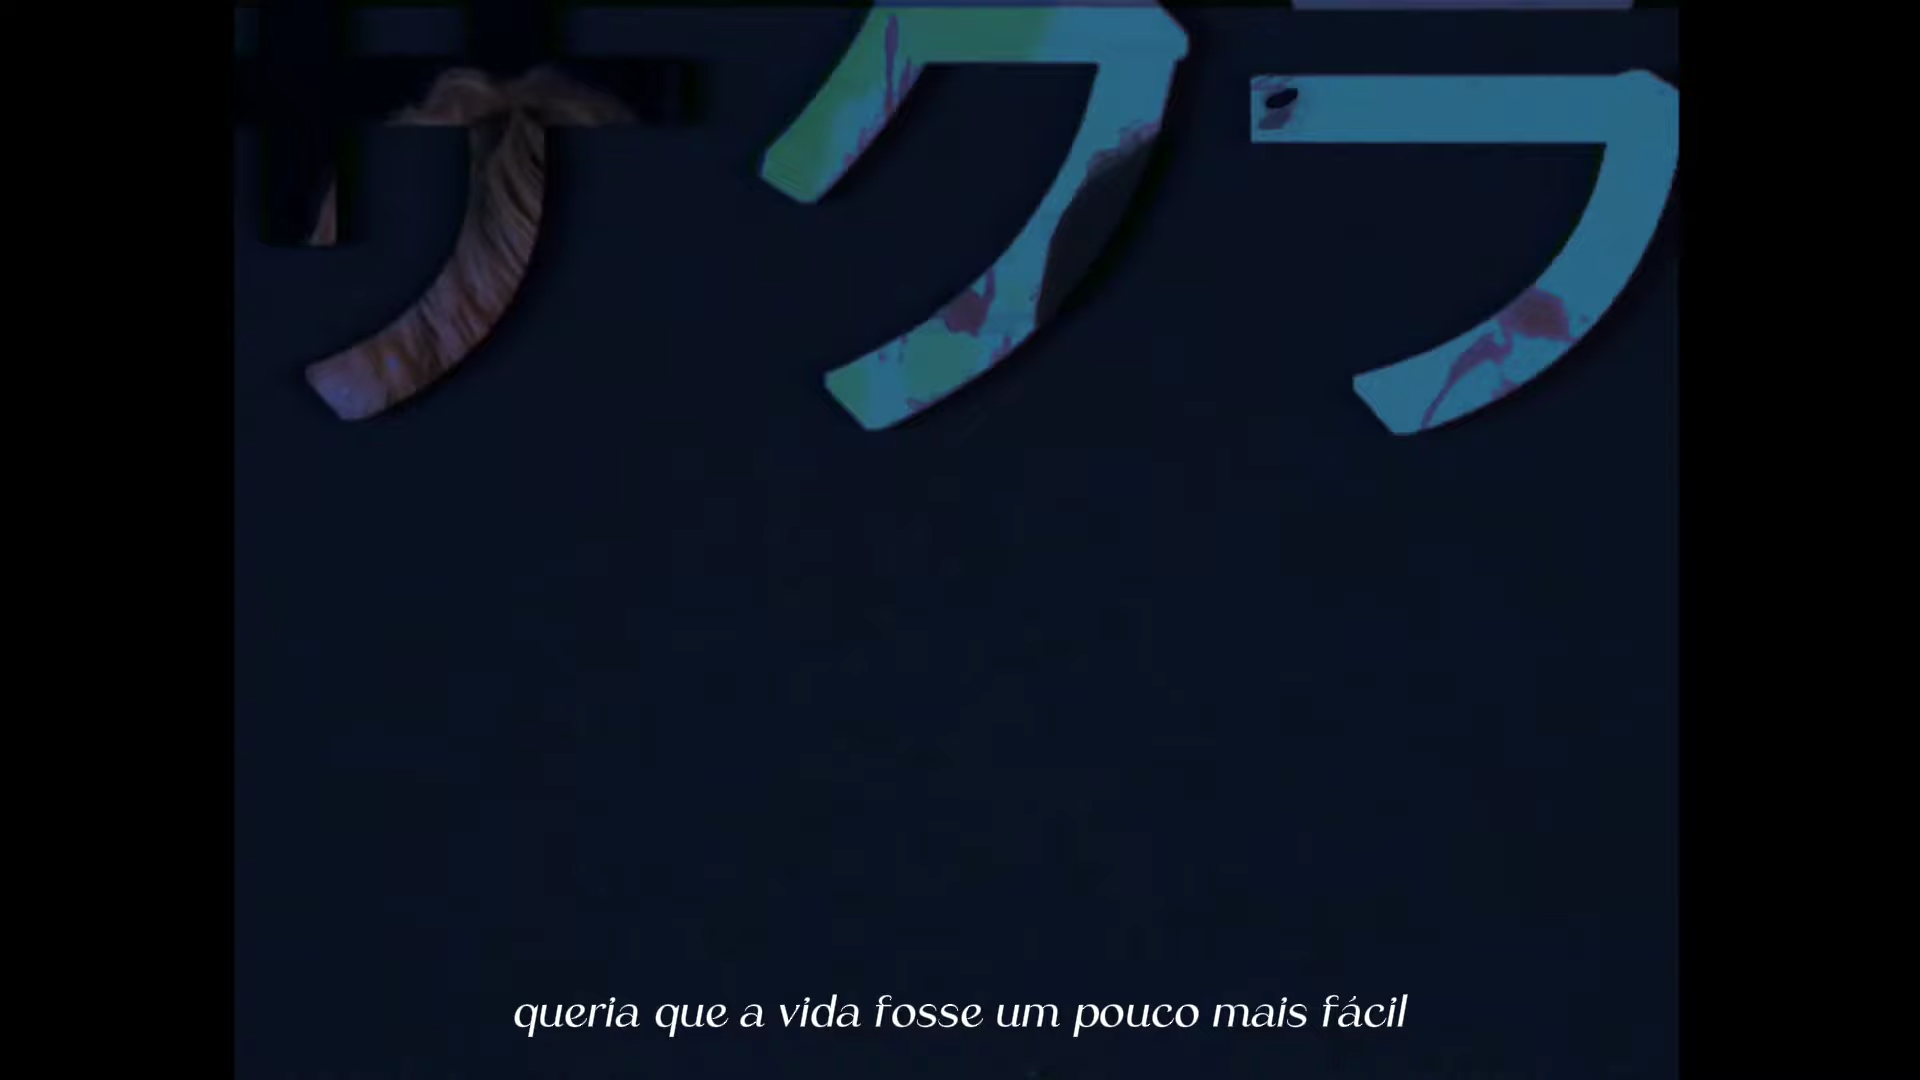 サクラ
queria que a vida fosse um pouco mais fácil